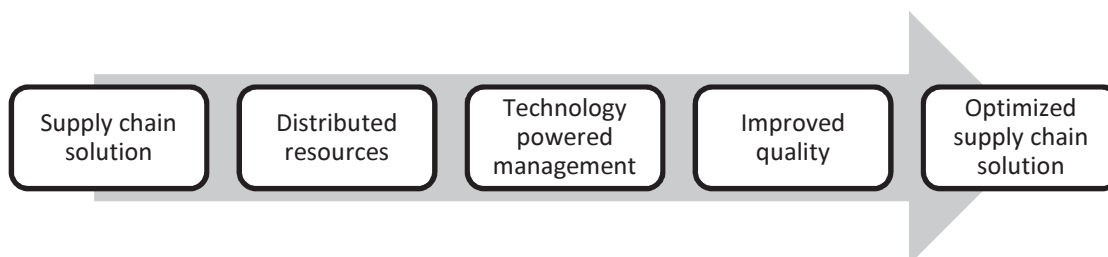 Supply chain
solution
Distributed
resources
Technology
powered
management
Improved
quality
Optimized
supply chain
solution